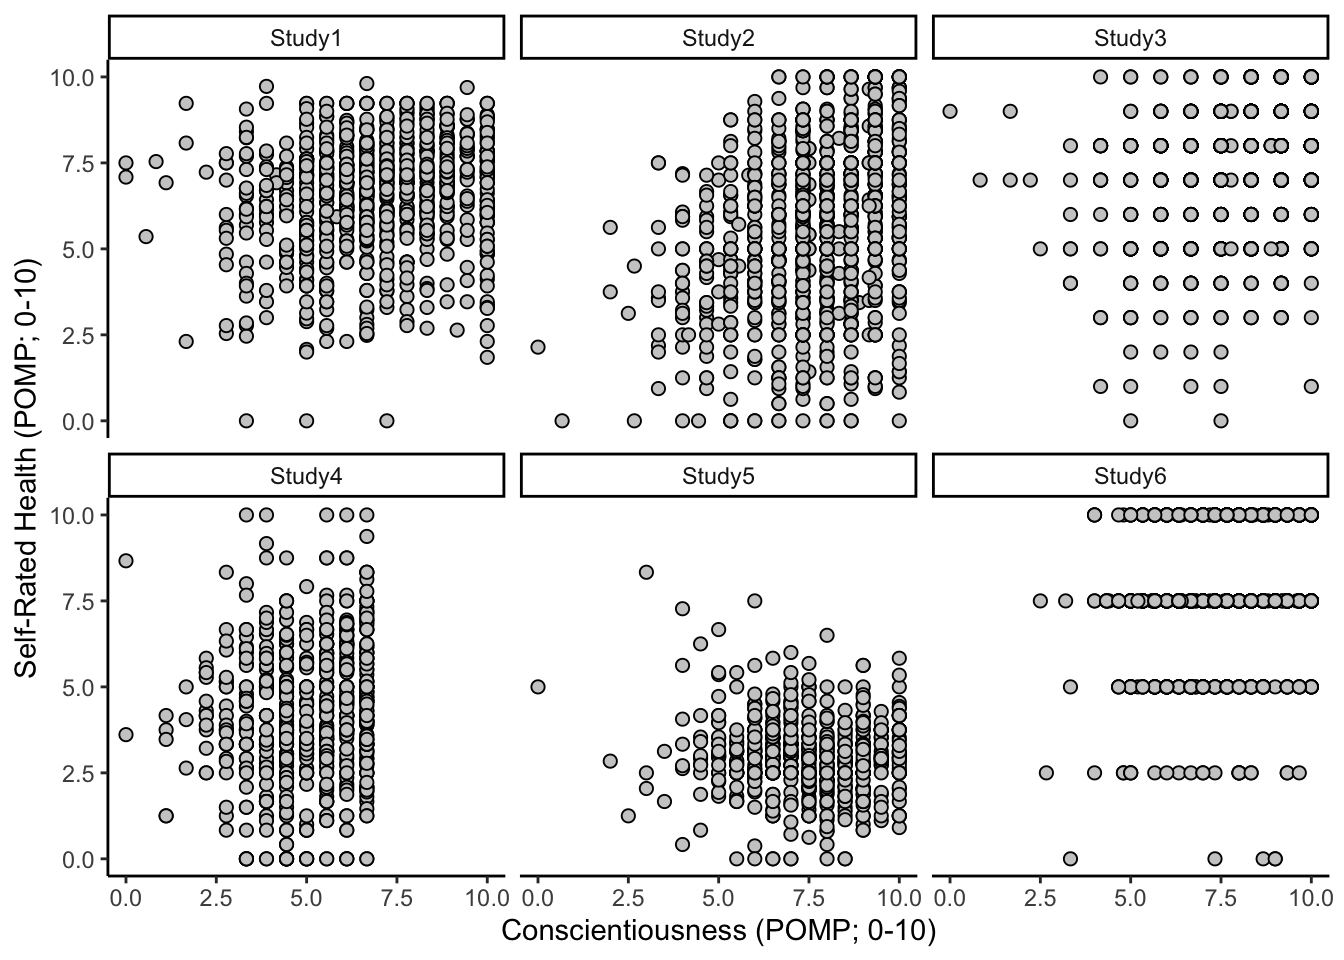 Study1
Study2
Study3
10.0
7.5
5.0
2.5
0.0
Study4
Study5
Study6
10.0
7.5
5.0
2.5
0.0
0.0 2.5 5.0 7.5 10.0
0.0 2.5 5.0 7.5 10.0
0.0 2.5 5.0 7.5 10.0
Conscientiousness (POMP; 0-10)
Self-Rated Health (POMP; 0-10)